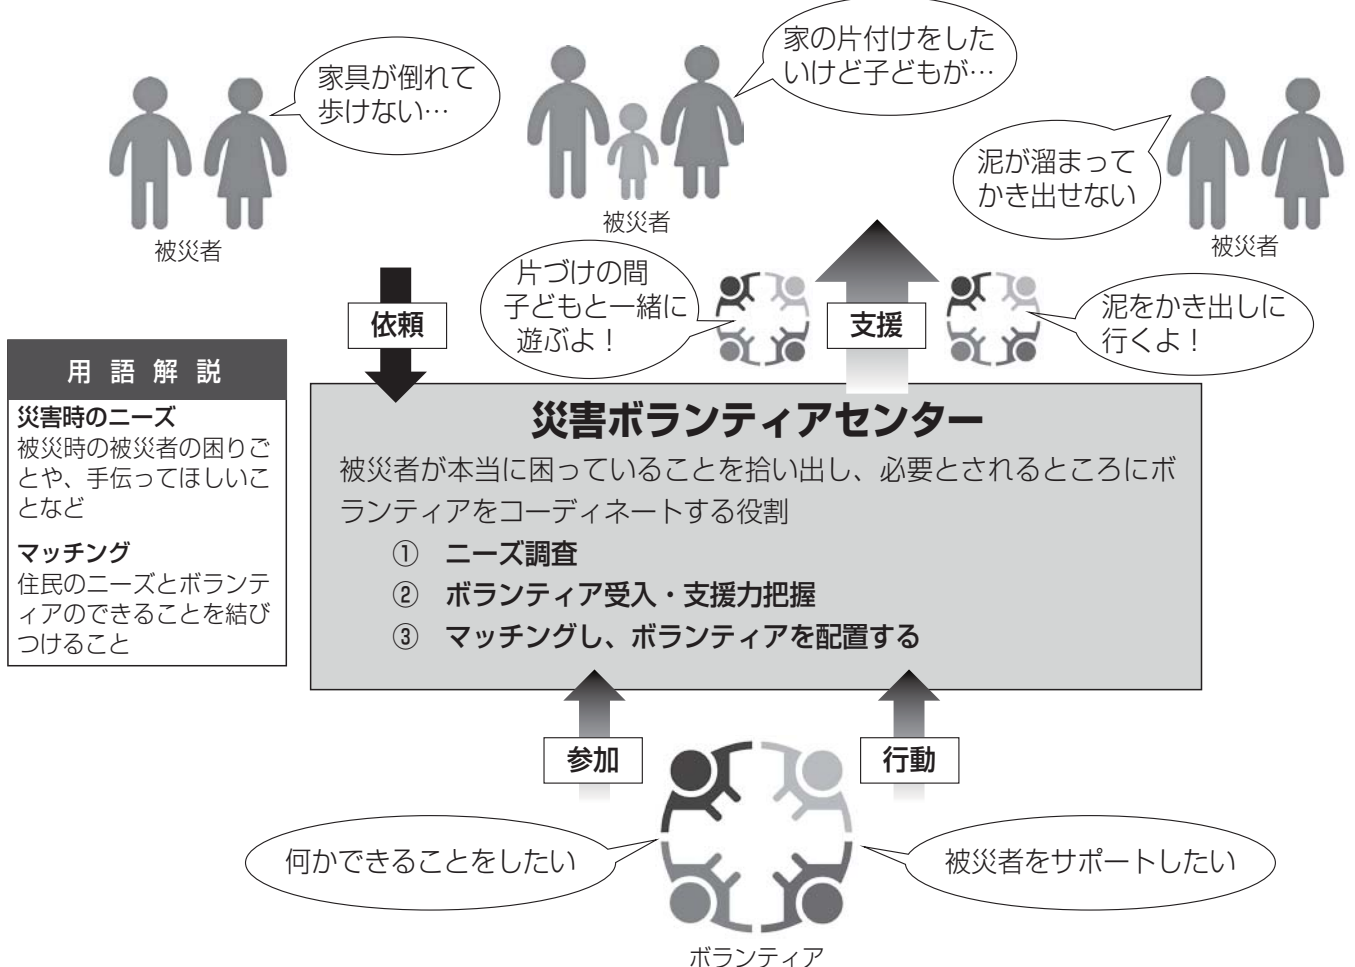 家具が倒れて
歩けない…
被災者
家の片付けをした
いけど子どもが…
被災者
泥が溜まって
かき出せない
被災者
依頼
片づけの間
子どもと一緒に
遊ぶよ！
支援
泥をかき出しに
行くよ！
用語解説
災害時のニーズ
被災時の被災者の困りご
とや、手伝ってほしいこ
となど
マッチング
住民のニーズとボランテ
ィアのできることを結び
つけること
災害ボランティアセンター
被災者が本当に困っていることを拾い出し、必要とされるところにボ
ランティアをコーディネートする役割
① ニーズ調査
② ボランティア受入・支援力把握
③ マッチングし、ボランティアを配置する
参加
行動
何かできることをしたい
被災者をサポートしたい
ボランティア